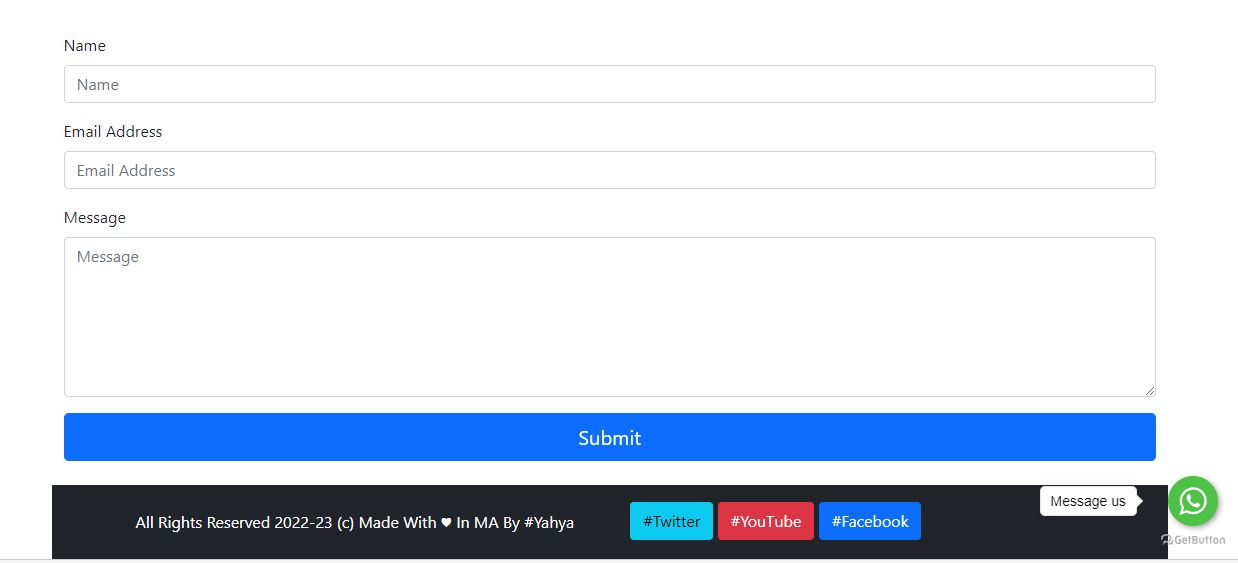 Name
Name
Email Address
Email Address
Message
Message
Submit
All Rights Reserved 2022-23 (c) Made With ♥ In MA By #Yahya
#Twitter
#YouTube
#Facebook
Message us
GetButton